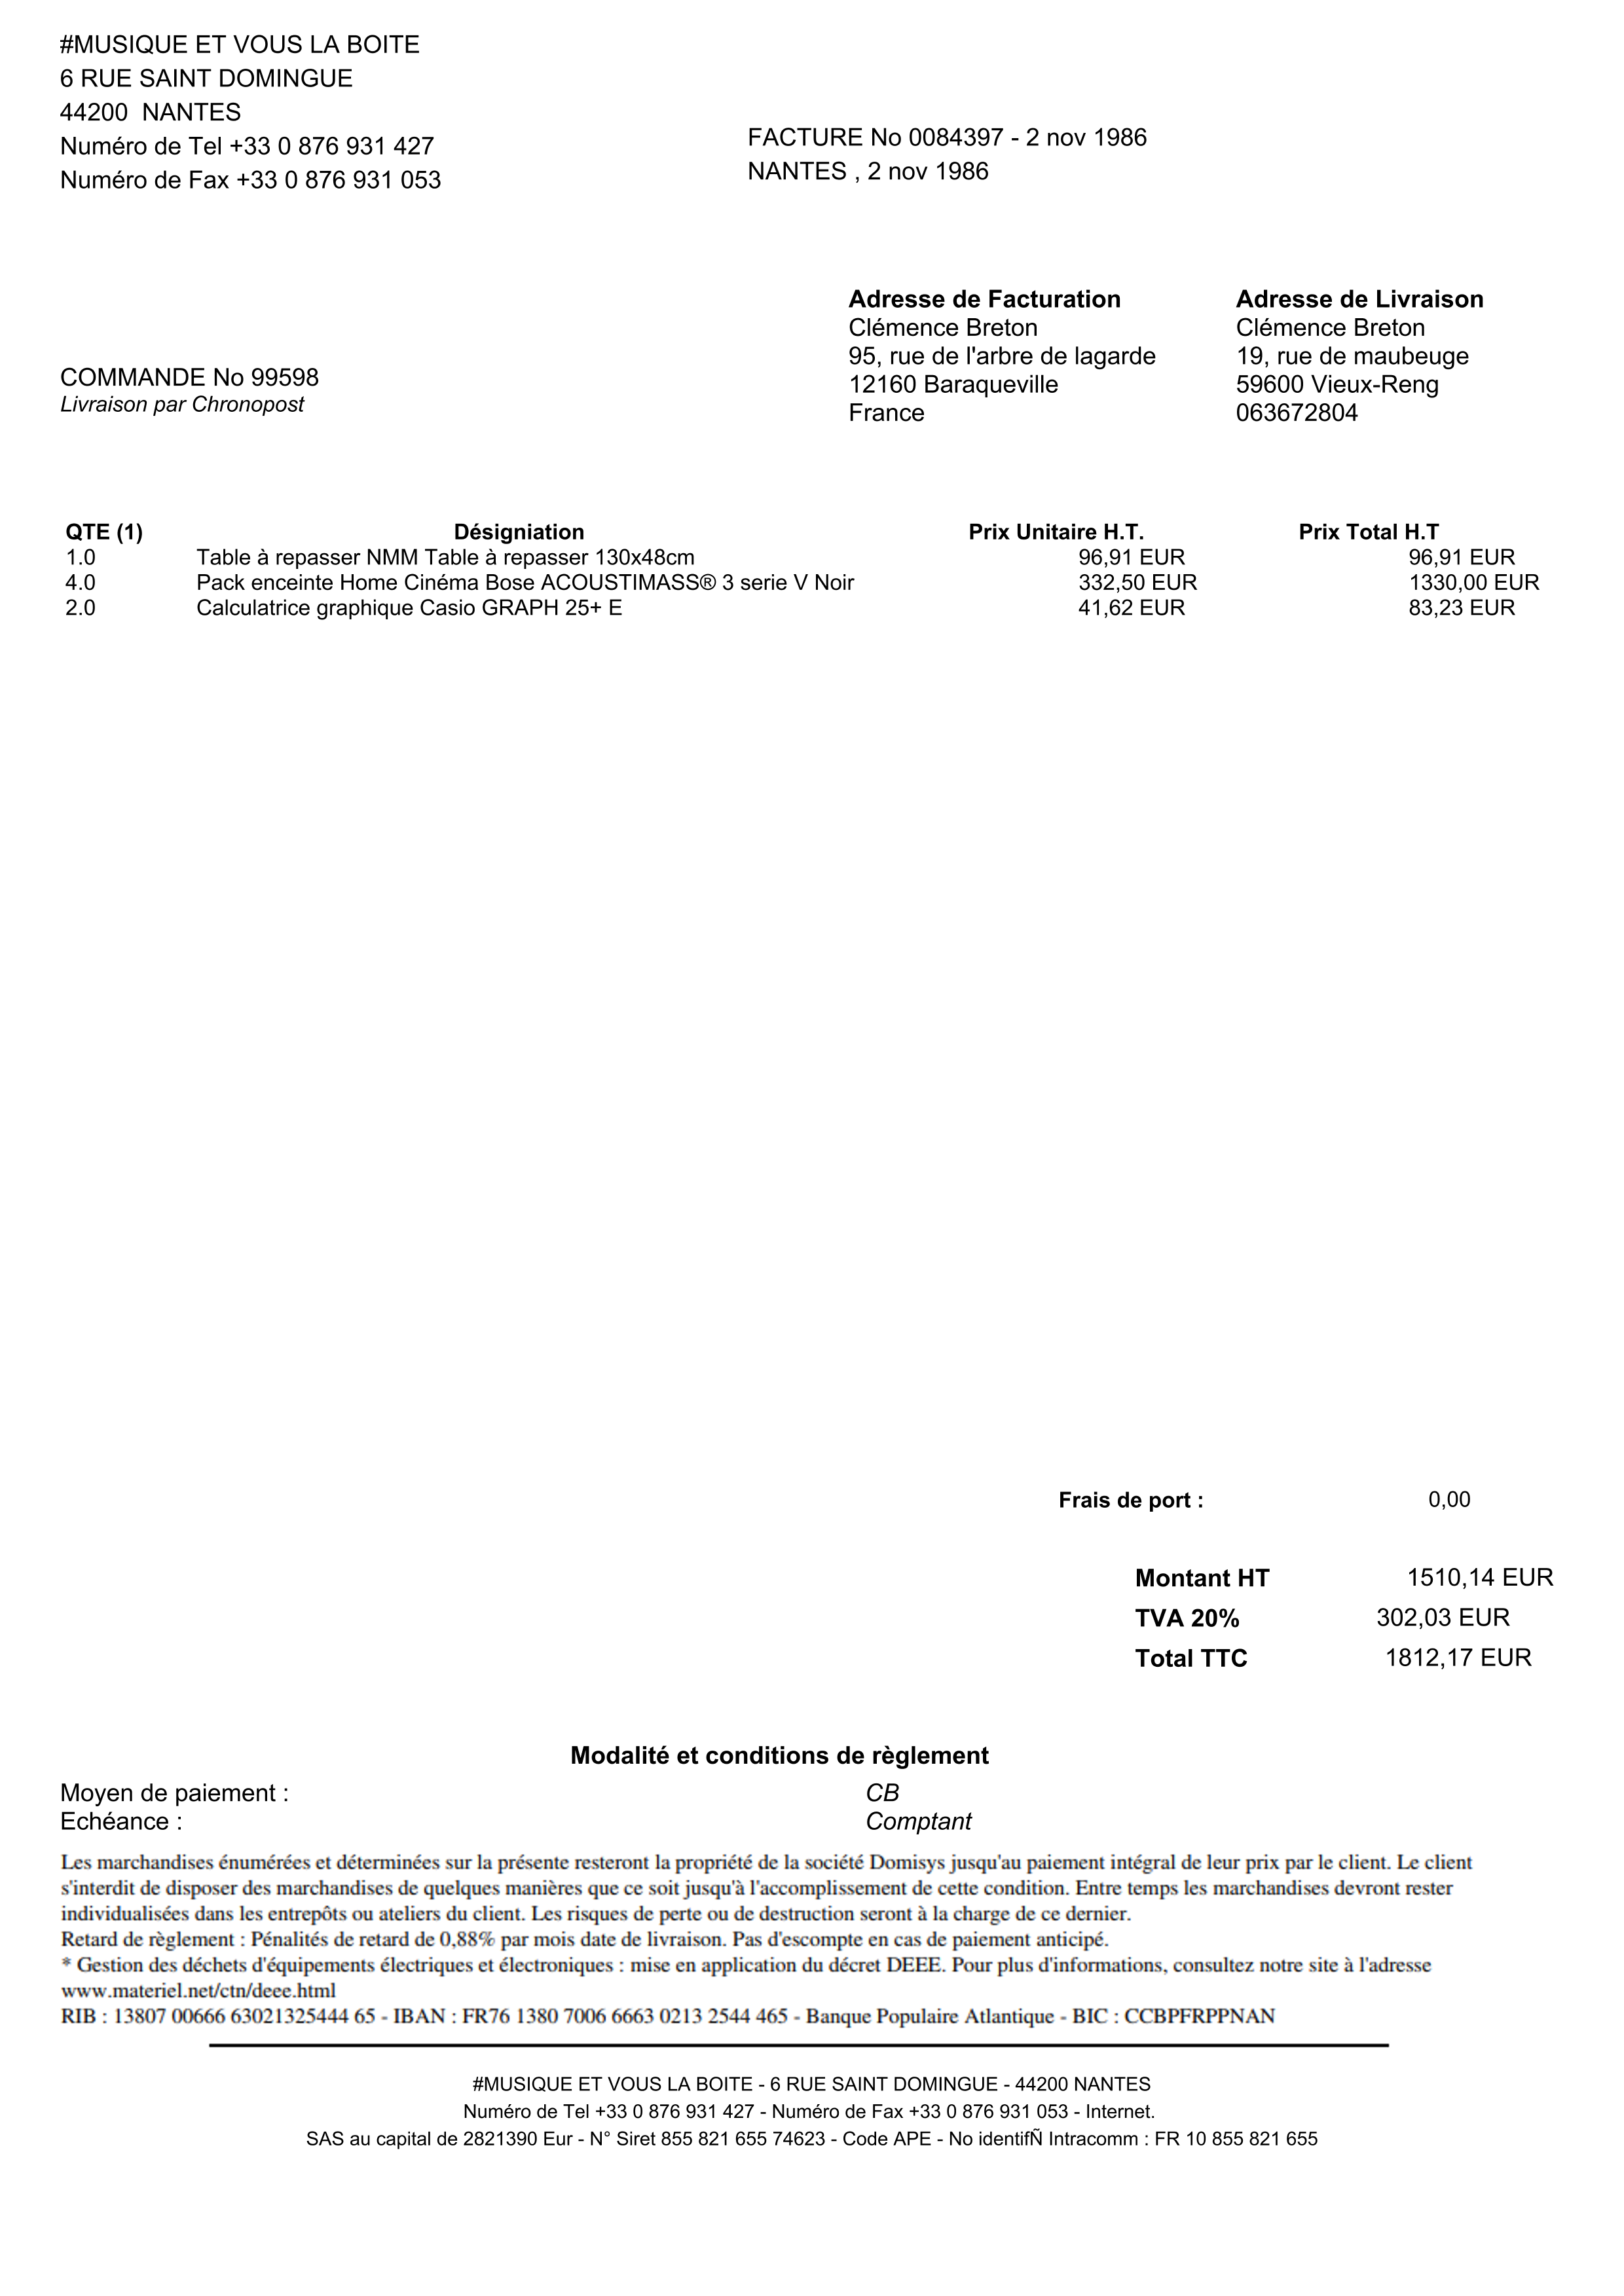 #MUSIQUE ET VOUS LA BOITE
6 RUE SAINT DOMINGUE
44200 NANTES
Numéro de Tel +33 0 876 931 427
Numéro de Fax +33 0 876 931 053
FACTURE No 0084397 - 2 nov 1986
NANTES , 2 nov 1986
Adresse de Facturation
Clémence Breton
95, rue de l'arbre de lagarde
12160 Baraqueville
France
Adresse de Livraison
Clémence Breton
19, rue de maubeuge
59600 Vieux-Reng
063672804
COMMANDE No 99598
Livraison par Chronopost
QTE (1) Désigniation Prix Unitaire H.T. Prix Total H.T
1.0 Table à repasser NMM Table à repasser 130x48cm 96,91 EUR 96,91 EUR
4.0 Pack enceinte Home Cinéma Bose ACOUSTIMASS® 3 serie V Noir 332,50 EUR 1330,00 EUR
2.0 Calculatrice graphique Casio GRAPH 25+ E 41,62 EUR 83,23 EUR
Frais de port : 0,00
Montant HT 1510,14 EUR
TVA 20% 302,03 EUR
Total TTC 1812,17 EUR
Modalité et conditions de règlement
Moyen de paiement : CB
Echéance : Comptant
Les marchandises énumérées et déterminées sur la présente resteront la propriété de la société Domisys jusqu'au paiement intégral de leur prix par le client. Le client
s'interdit de disposer des marchandises de quelques manières que ce soit jusqu'à l'accomplissement de cette condition. Entre temps les marchandises devront rester
individualisées dans les entrepôts ou ateliers du client. Les risques de perte ou de destruction seront à la charge de ce dernier.
Retard de règlement : Pénalités de retard de 0,88% par mois date de livraison. Pas d'escompte en cas de paiement anticipé.
* Gestion des déchets d'équipements électriques et électroniques : mise en application du décret DEEE. Pour plus d'informations, consultez notre site à l'adresse
www.materiel.net/ctn/deee.html
RIB : 13807 00666 63021325444 65 - IBAN : FR76 1380 7006 6663 0213 2544 465 - Banque Populaire Atlantique - BIC : CCBPFRPPNAN
#MUSIQUE ET VOUS LA BOITE - 6 RUE SAINT DOMINGUE - 44200 NANTES
Numéro de Tel +33 0 876 931 427 - Numéro de Fax +33 0 876 931 053 - Internet.
SAS au capital de 2821390 Eur - N° Siret 855 821 655 74623 - Code APE - No identifÑ Intracomm : FR 10 855 821 655